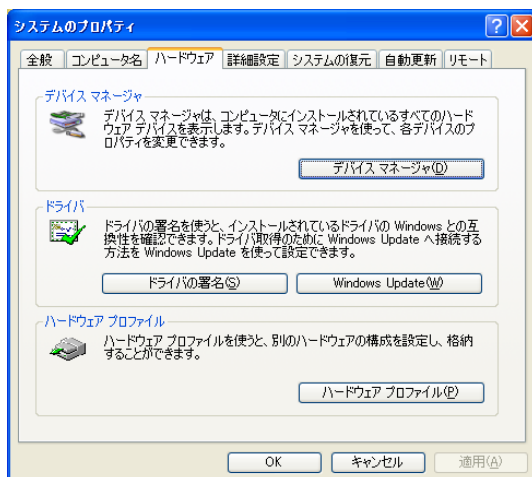 システムのプロパティ
全般 コンピュータ名 ハードウェア 詳細設定 システムの復元 自動更新 リモート
デバイス マネージャ
デバイス マネージャは、コンピュータにインストールされているすべてのハード
ウェア デバイスを表示します。デバイス マネージャを使って、各デバイスのプ
ロパティを変更できます。
デバイス マネージャ(D)
ドライバ
ドライバの署名を使うと、インストールされているドライバの Windows との互
換性を確認できます。ドライバ取得のために Windows Update へ接続する
方法を Windows Update を使って設定できます。
ドライバの署名(S) Windows Update(W)
ハードウェア プロファイル
ハードウェア プロファイルを使うと、別のハードウェアの構成を設定し、格納
することができます。
ハードウェア プロファイル(P)
OK キャンセル 適用(A)